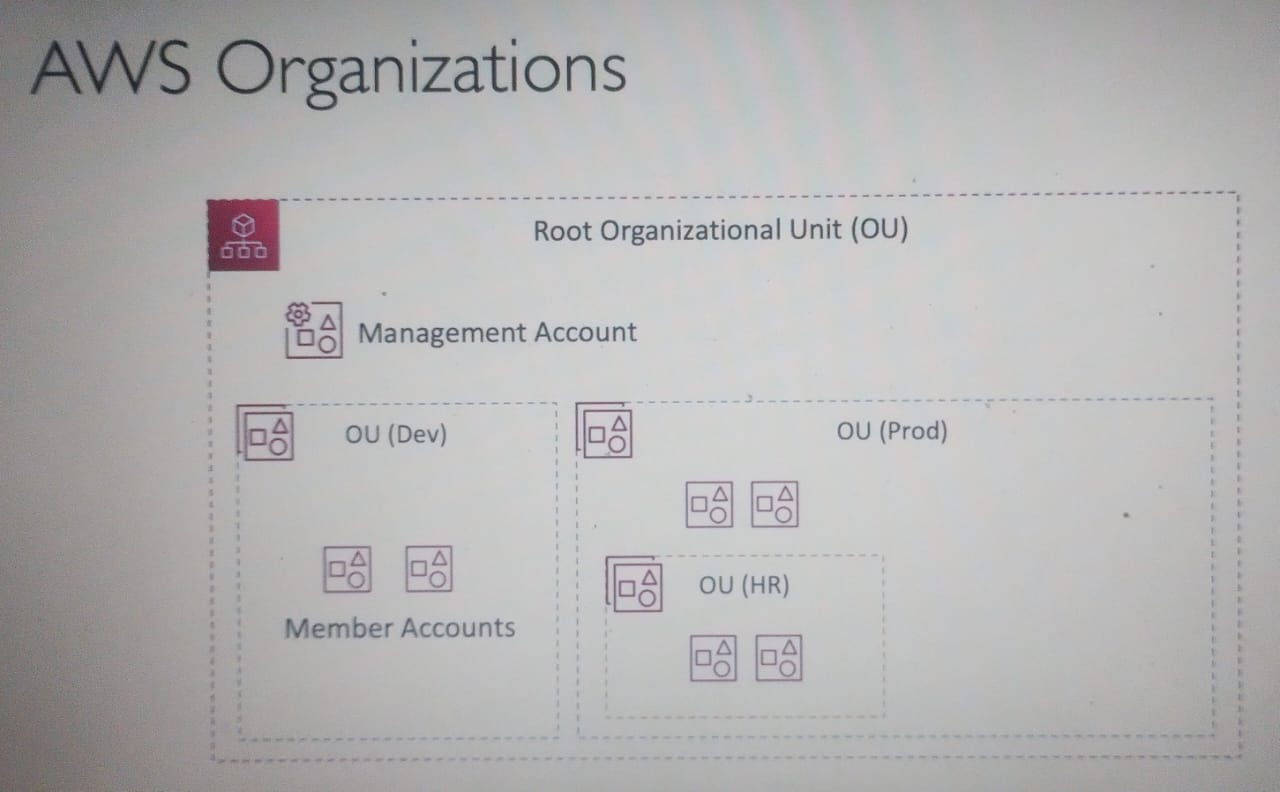 AWS Organizations
Root Organizational Unit (OU)
Management Account
OU (Dev)
OU (Prod)
OU (HR)
Member Accounts